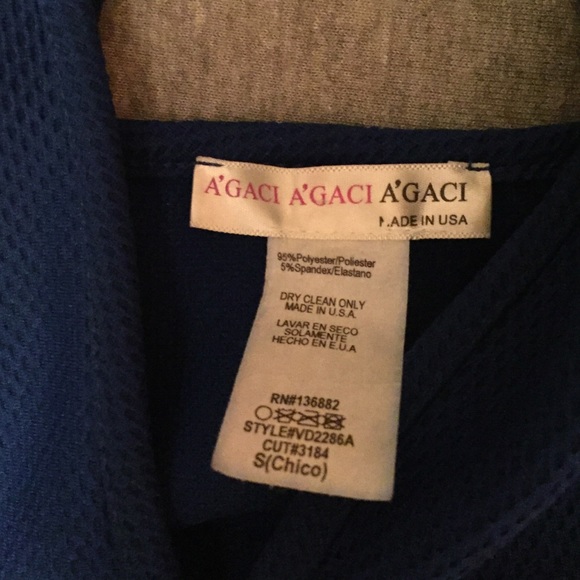 A'GACI A'GACI A'GACI
MADE IN USA
95%Polyester/Poliester
5%Spandex/Elastano
DRY CLEAN ONLY
MADE IN U.S.A.
LAVAR EN SECO
SOLAMENTE
HECHO EN E.U.A
RN#136882
STYLE#VD2286A
CUT#3184
S(Chico)